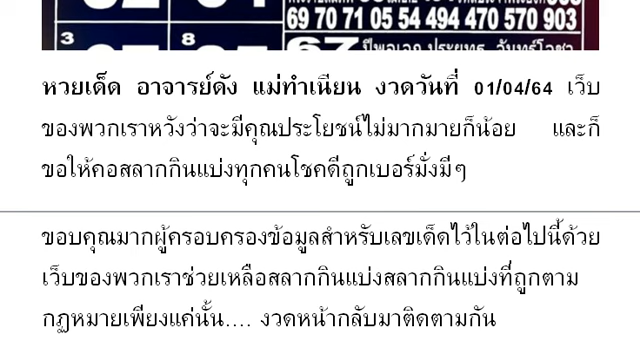 69 70 71 05 54 494 470 570 903
3
8
หวยเด็ด อาจารย์ดัง แม่ทำเนียน งวดวันที่ 01/04/64 เว็บ
ของพวกเราหวังว่าจะมีคุณประโยชน์ไม่มากมายก็น้อย และก็
ขอให้คอสลากกินแบ่งทุกคนโชคดีถูกเบอร์มั่งมีๆ
ขอบคุณมากผู้ครอบครองข้อมูลสำหรับเลขเด็ดไว้ในต่อไปนี้ด้วย
เว็บของพวกเราช่วยเหลือสลากกินแบ่งสลากกินแบ่งที่ถูกตาม
กฎหมายเพียงแค่นั้น.... งวดหน้ากลับมาติดตามกัน